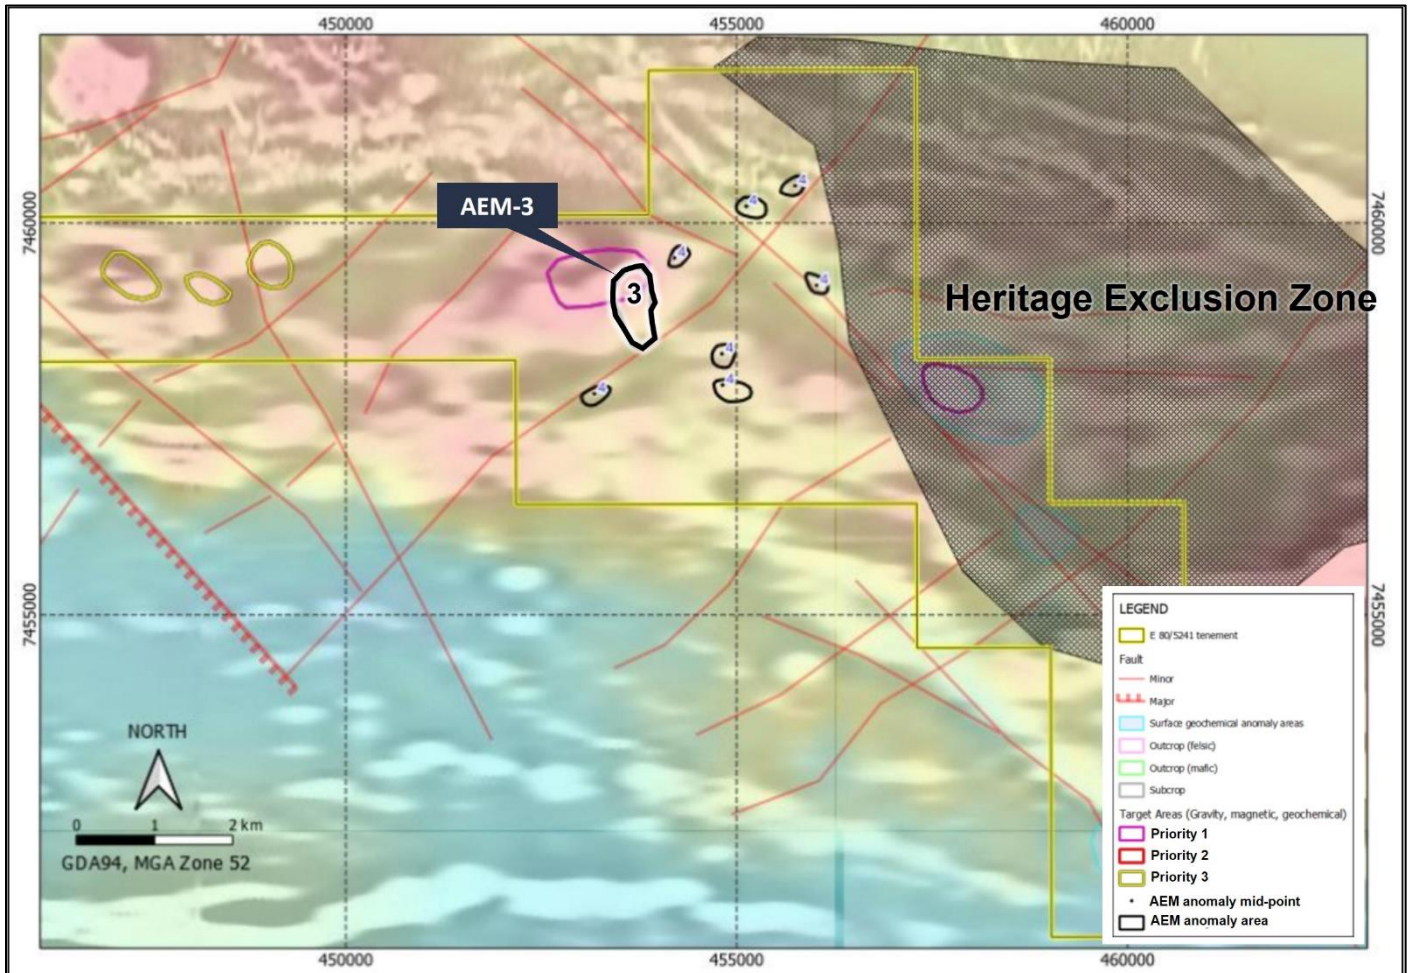 450000 455000 460000
7460000
7460000
AEM-3
4
4
4
4
3
Heritage Exclusion Zone
4
4
4
7455000
7455000
LEGEND
E 80/5241 tenement
Fault
Minor
Major
Surface geochemical anomaly areas
Outcrop (felsic)
Outcrop (mafic)
Subcrop
Target Areas (Gravity, magnetic, geochemical)
Priority 1
Priority 2
Priority 3
AEM anomaly mid-point
AEM anomaly area
NORTH
0 1 2 km
GDA94, MGA Zone 52
450000 455000 460000